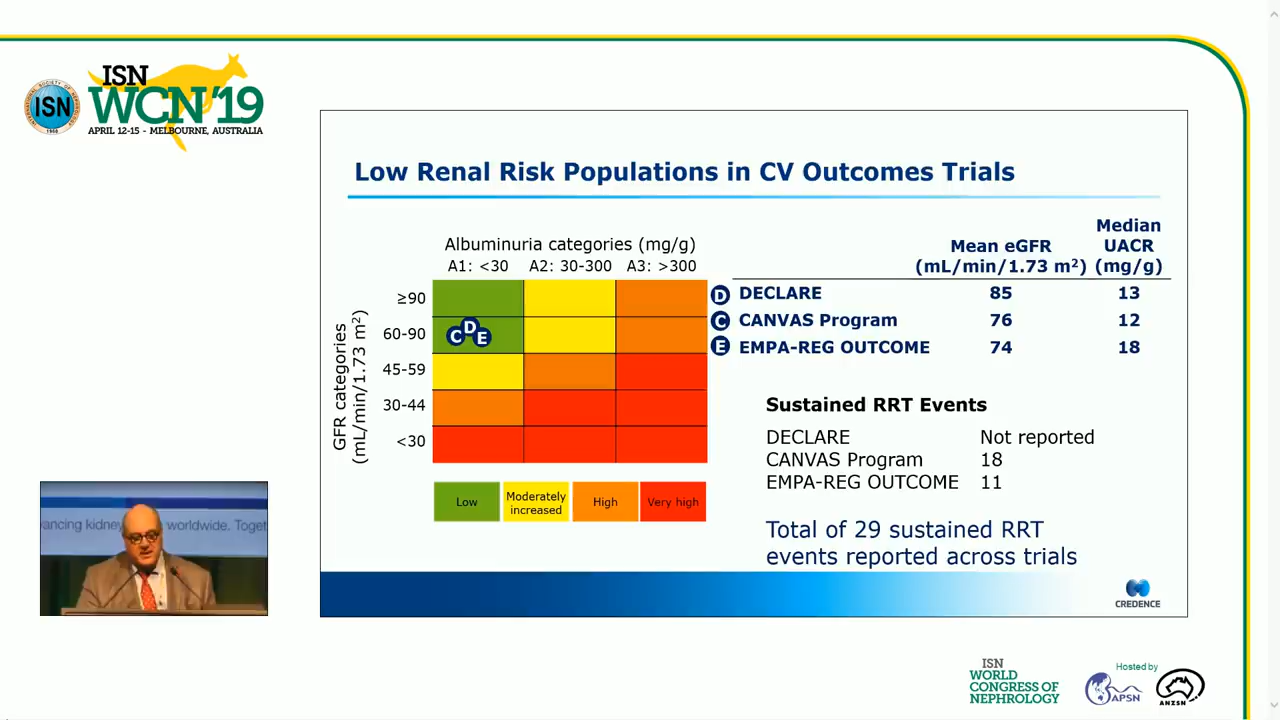 ISN
WCN'19
APRIL 12-15 - MELBOURNE, AUSTRALIA
INTERNATIONAL SOCIETY OF NEPHROLOGY
ISN
Low Renal Risk Populations in CV Outcomes Trials
Albuminuria categories (mg/g)
A1: <30 A2: 30-300 A3: >300
GFR categories
(mL/min/1.73 m²)
≥90
60-90
45-59
30-44
<30
C D E
Low
Moderately
increased
High
Very high
Mean eGFR
(mL/min/1.73 m²)
Median
UACR
(mg/g)
D DECLARE 85 13
C CANVAS Program 76 12
E EMPA-REG OUTCOME 74 18
Sustained RRT Events
DECLARE Not reported
CANVAS Program 18
EMPA-REG OUTCOME 11
Total of 29 sustained RRT
events reported across trials
CREDENCE
ancing kidney worldwide. Toget
ISN
WORLD
CONGRESS OF
NEPHROLOGY
Hosted by
APSN
ANZSN